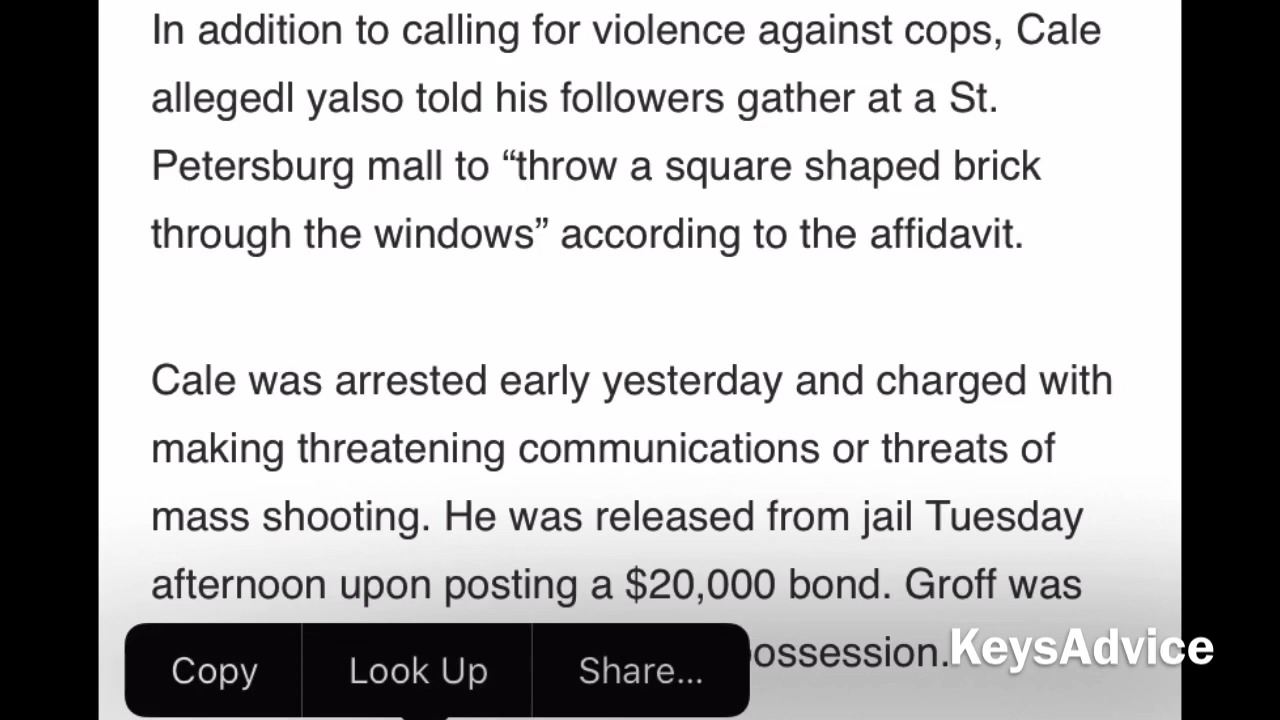 In addition to calling for violence against cops, Cale
allegedl yalso told his followers gather at a St.
Petersburg mall to “throw a square shaped brick
through the windows” according to the affidavit.
Cale was arrested early yesterday and charged with
making threatening communications or threats of
mass shooting. He was released from jail Tuesday
afternoon upon posting a $20,000 bond. Groff was
possession.
KeysAdvice
Copy
Look Up
Share...